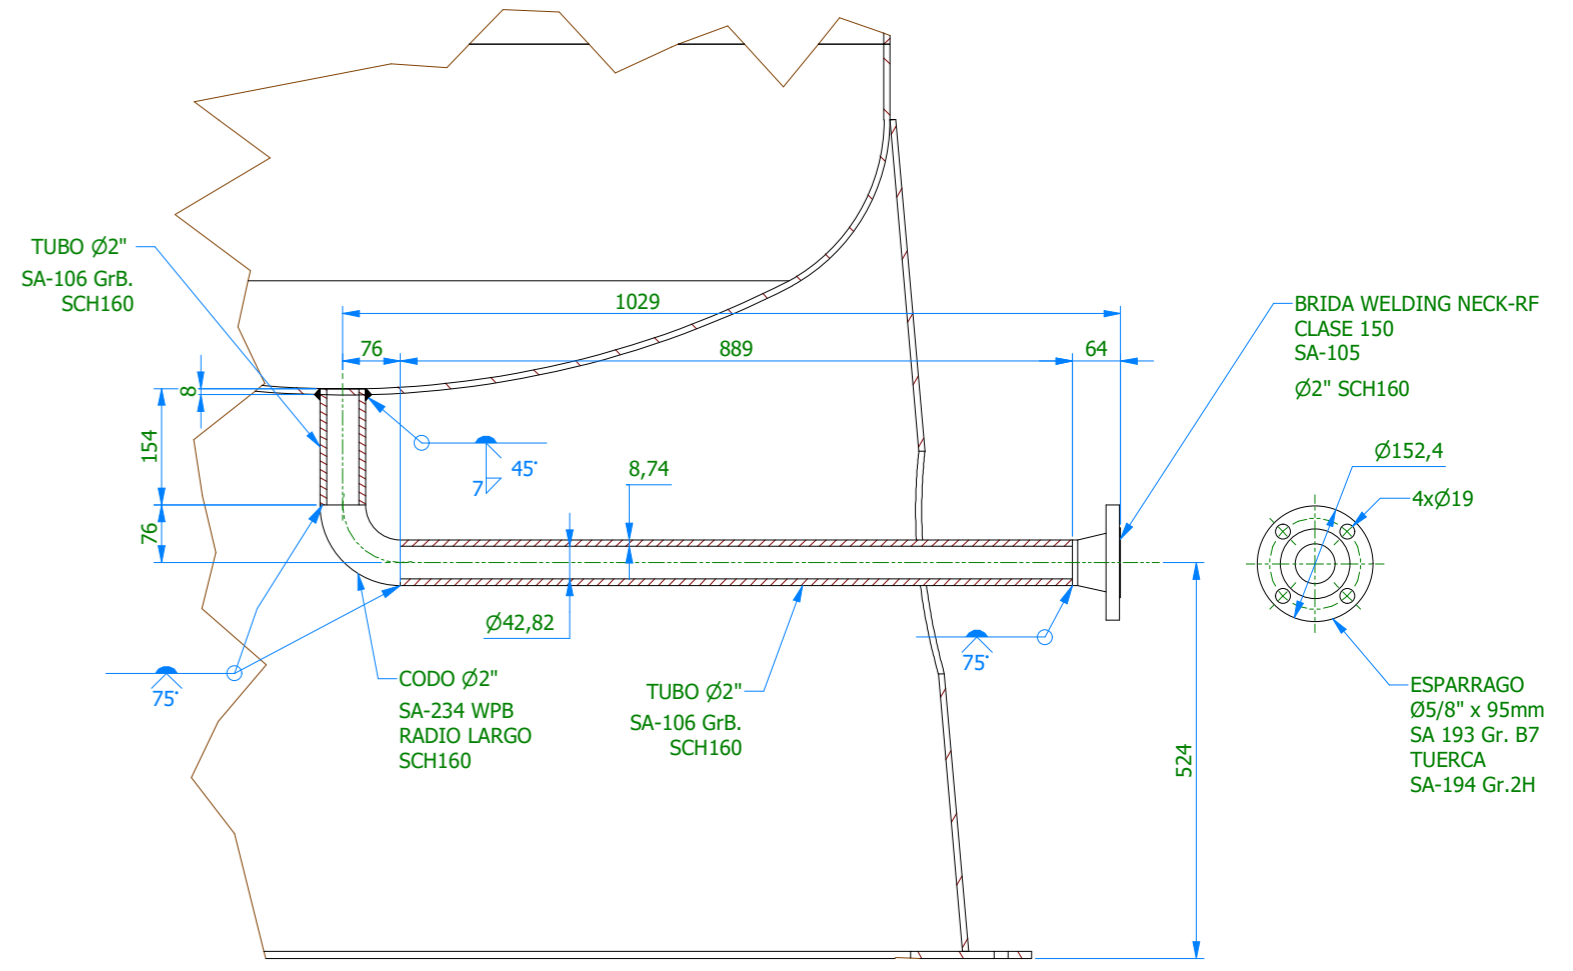 TUBO Ø2"
SA-106 GrB.
SCH160
1029
76
889
64
BRIDA WELDING NECK-RF
CLASE 150
SA-105
Ø2" SCH160
8
154
76
45°
7
8,74
Ø42,82
Ø152,4
4xØ19
75°
CODO Ø2"
SA-234 WPB
RADIO LARGO
SCH160
TUBO Ø2"
SA-106 GrB.
SCH160
75°
524
ESPARRAGO
Ø5/8" x 95mm
SA 193 Gr. B7
TUERCA
SA-194 Gr.2H